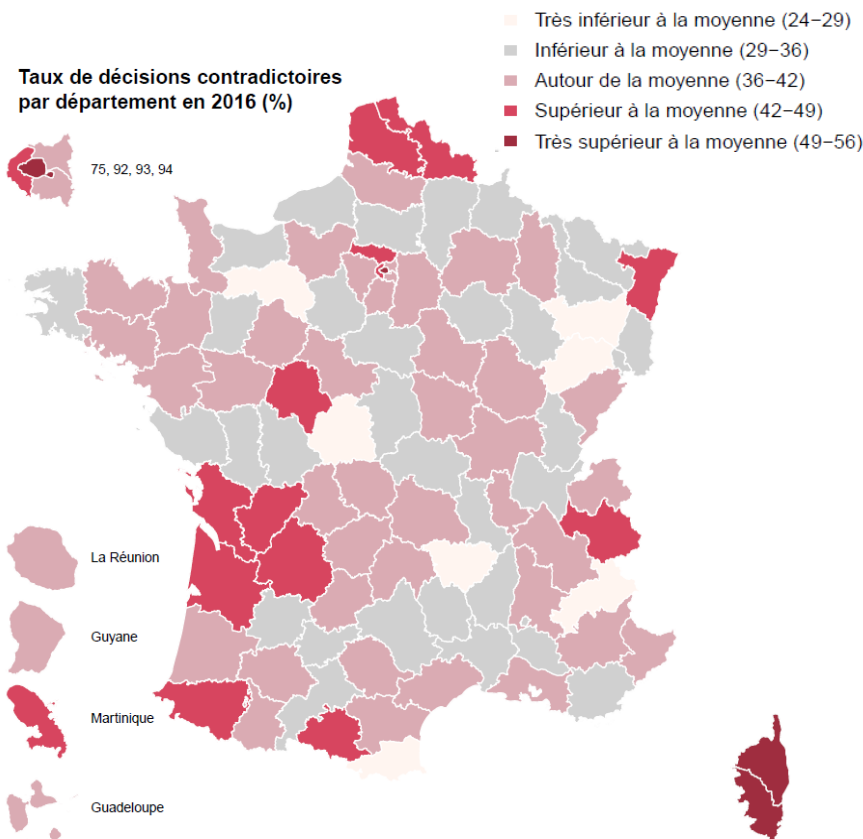 Très inférieur à la moyenne (24−29)
Inférieur à la moyenne (29−36)
Autour de la moyenne (36−42)
Supérieur à la moyenne (42−49)
Très supérieur à la moyenne (49−56)
Taux de décisions contradictoires
par département en 2016 (%)
75, 92, 93, 94
La Réunion
Guyane
Martinique
Guadeloupe